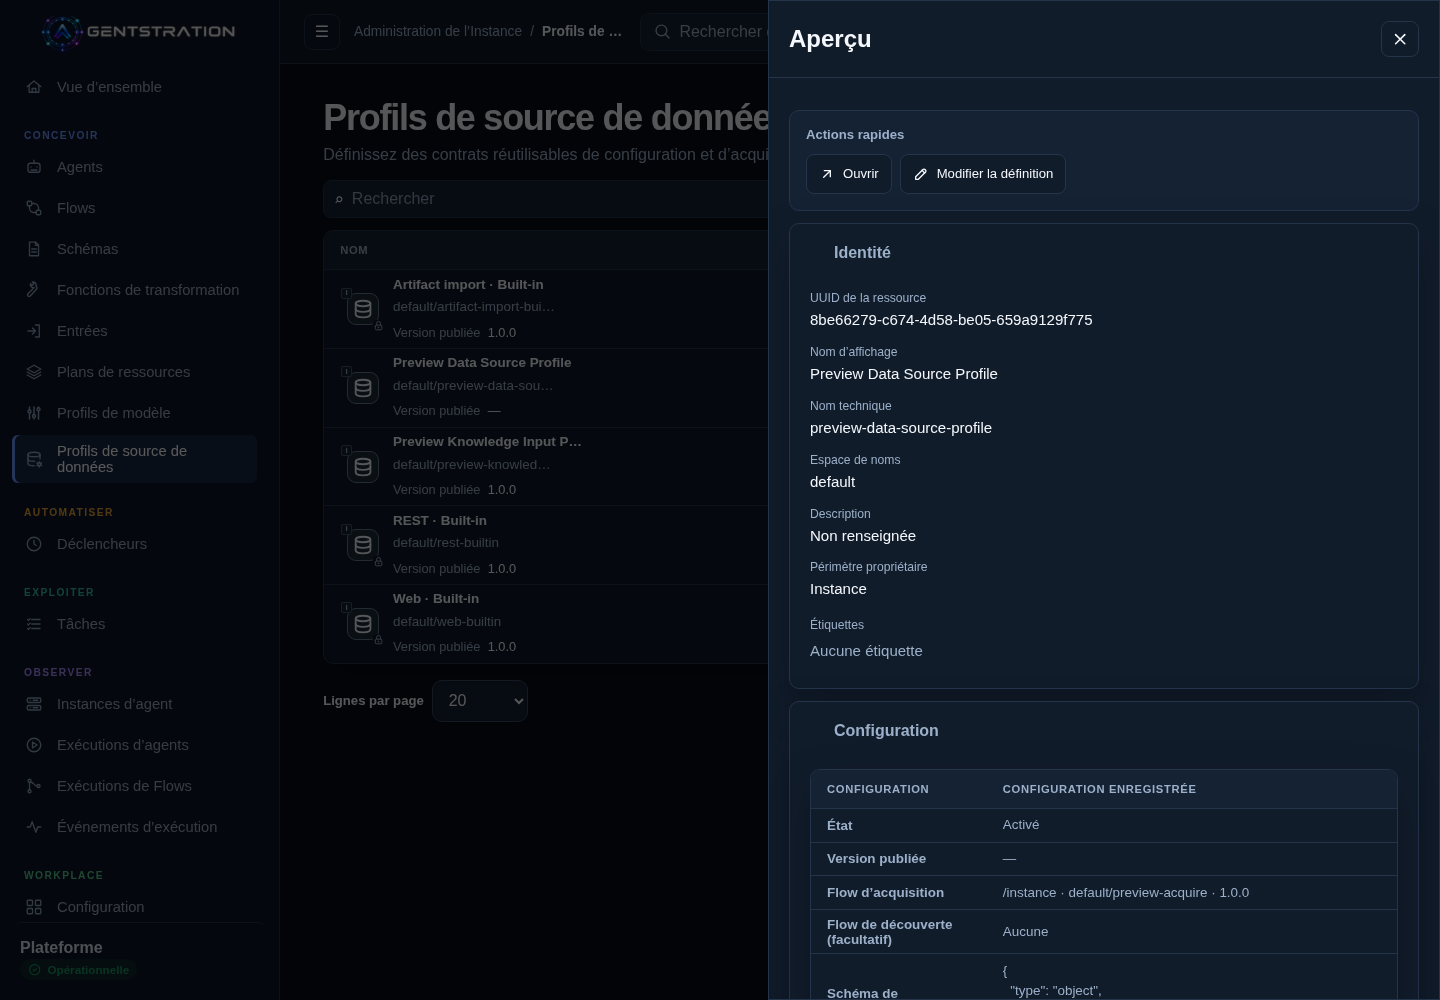 GENTSTRATION
Vue d’ensemble
CONCEVOIR
Agents
Flows
Schémas
Fonctions de transformation
Entrées
Plans de ressources
Profils de modèle
Profils de source de
données
AUTOMATISER
Déclencheurs
EXPLOITER
Tâches
OBSERVER
Instances d’agent
Exécutions d’agents
Exécutions de Flows
Événements d’exécution
WORKPLACE
Configuration
Plateforme
Opérationnelle
Administration de l’Instance / Profils de …
Rechercher
Profils de source de donnée
Définissez des contrats réutilisables de configuration et d’acqui
Rechercher
NOM
Artifact import · Built-in
default/artifact-import-bui…
Version publiée 1.0.0
Preview Data Source Profile
default/preview-data-sou…
Version publiée —
Preview Knowledge Input P…
default/preview-knowled…
Version publiée 1.0.0
REST · Built-in
default/rest-builtin
Version publiée 1.0.0
Web · Built-in
default/web-builtin
Version publiée 1.0.0
Lignes par page 20
Aperçu
Actions rapides
Ouvrir
Modifier la définition
Identité
UUID de la ressource
8be66279-c674-4d58-be05-659a9129f775
Nom d’affichage
Preview Data Source Profile
Nom technique
preview-data-source-profile
Espace de noms
default
Description
Non renseignée
Périmètre propriétaire
Instance
Étiquettes
Aucune étiquette
Configuration
CONFIGURATION CONFIGURATION ENREGISTRÉE
État Activé
Version publiée —
Flow d’acquisition /instance · default/preview-acquire · 1.0.0
Flow de découverte
(facultatif)
Aucune
Schéma de
{
"type": "object",